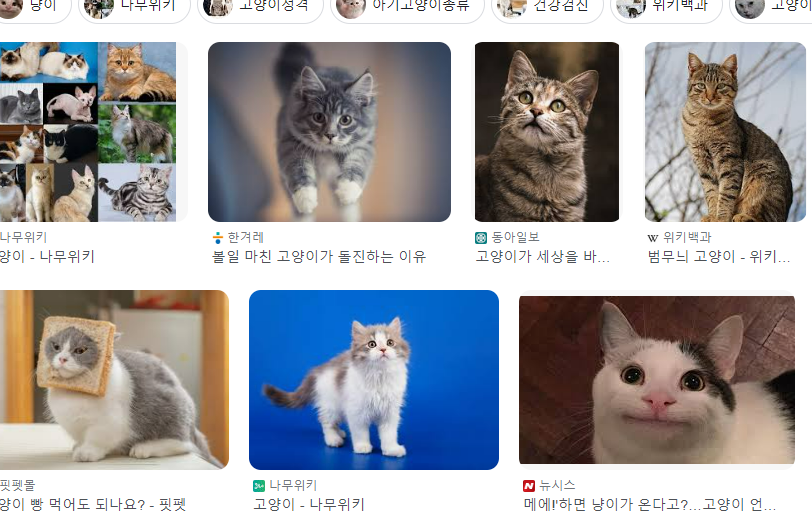 냥이 나무위키 고양이성격 아기고양이종류 건강검진 위키백과 고양이
나무위키 한겨레 동아일보 W 위키백과
양이 - 나무위키 볼일 마친 고양이가 돌진하는 이유 고양이가 세상을 바... 범무늬 고양이 - 위키...
핏펫몰 나무위키 N 뉴시스
양이 빵 먹어도 되나요? - 핏펫 고양이 - 나무위키 메에!'하면 냥이가 온다고?...고양이 언...